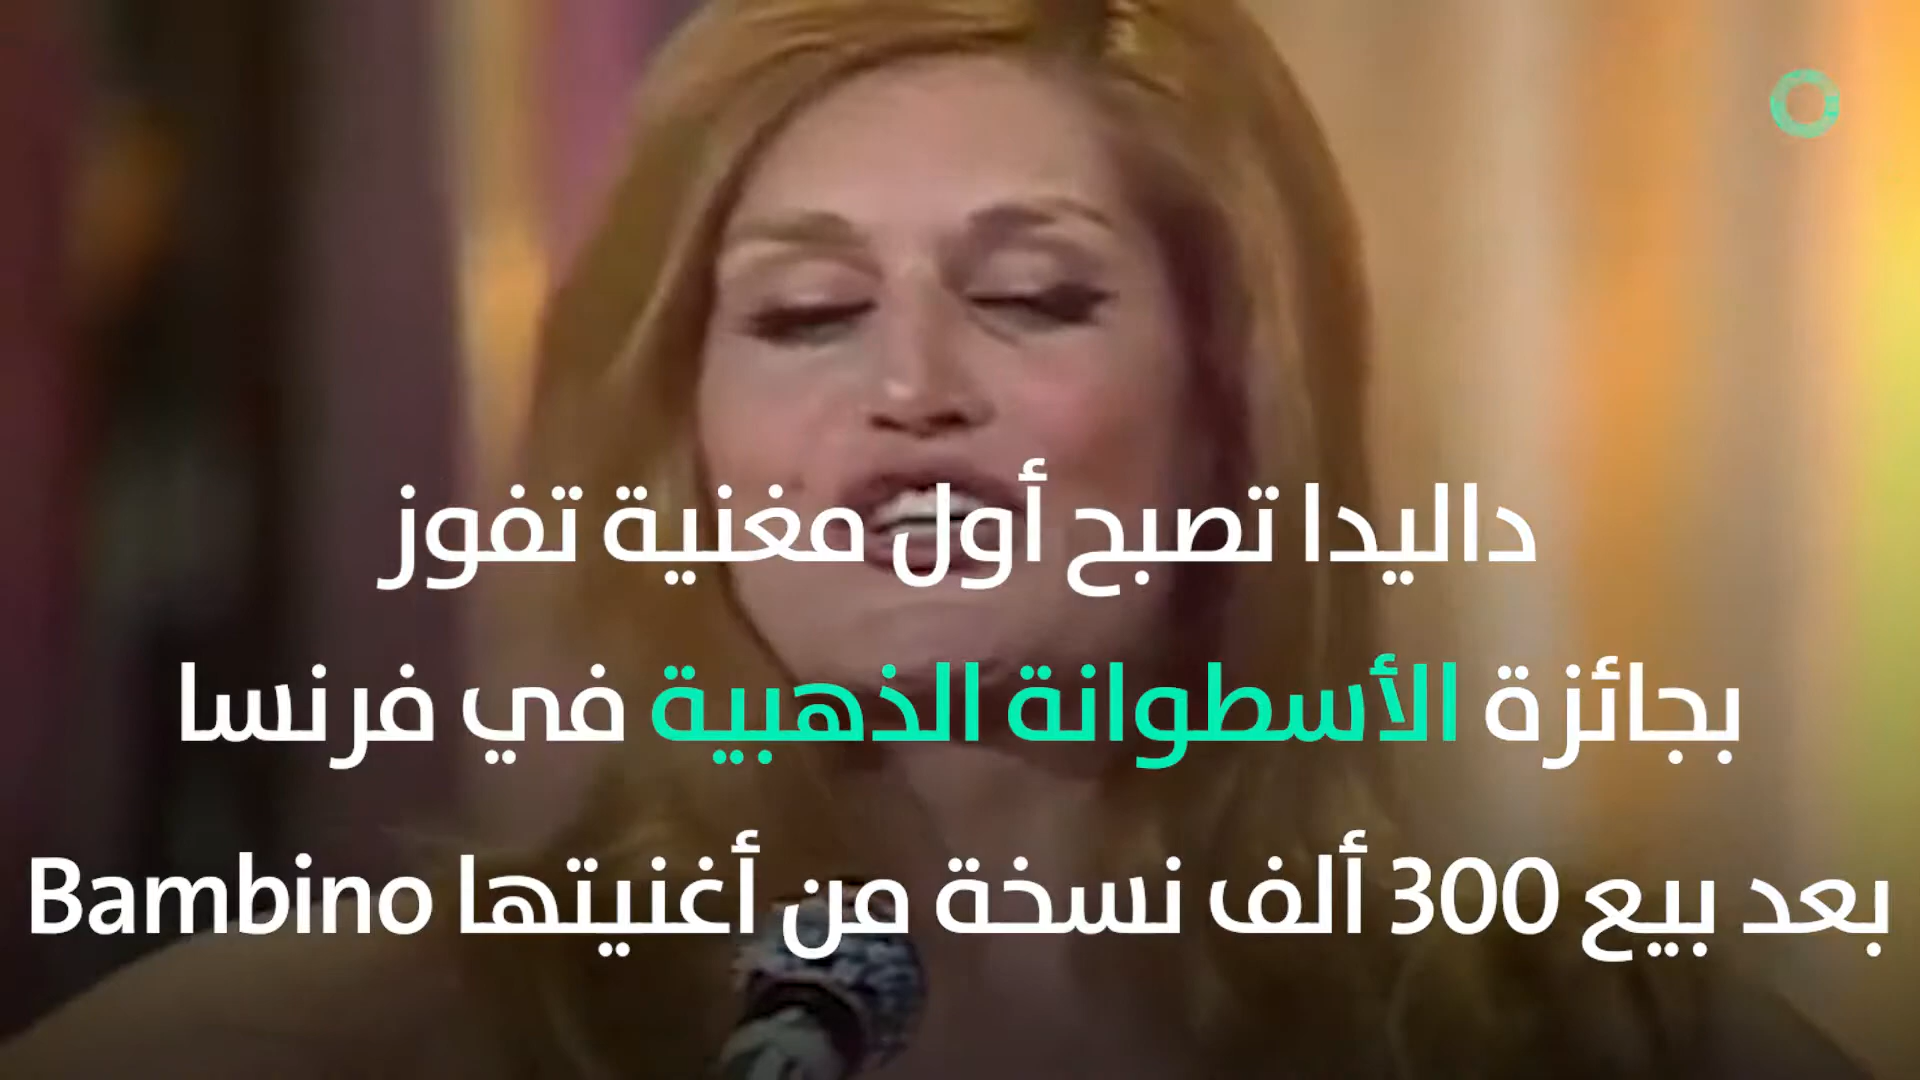 داليدا تصبح أول مغنية تفوز
بجائزة الأسطوانة الذهبية في فرنسا
بعد بيع 300 ألف نسخة من أغنيتها Bambino